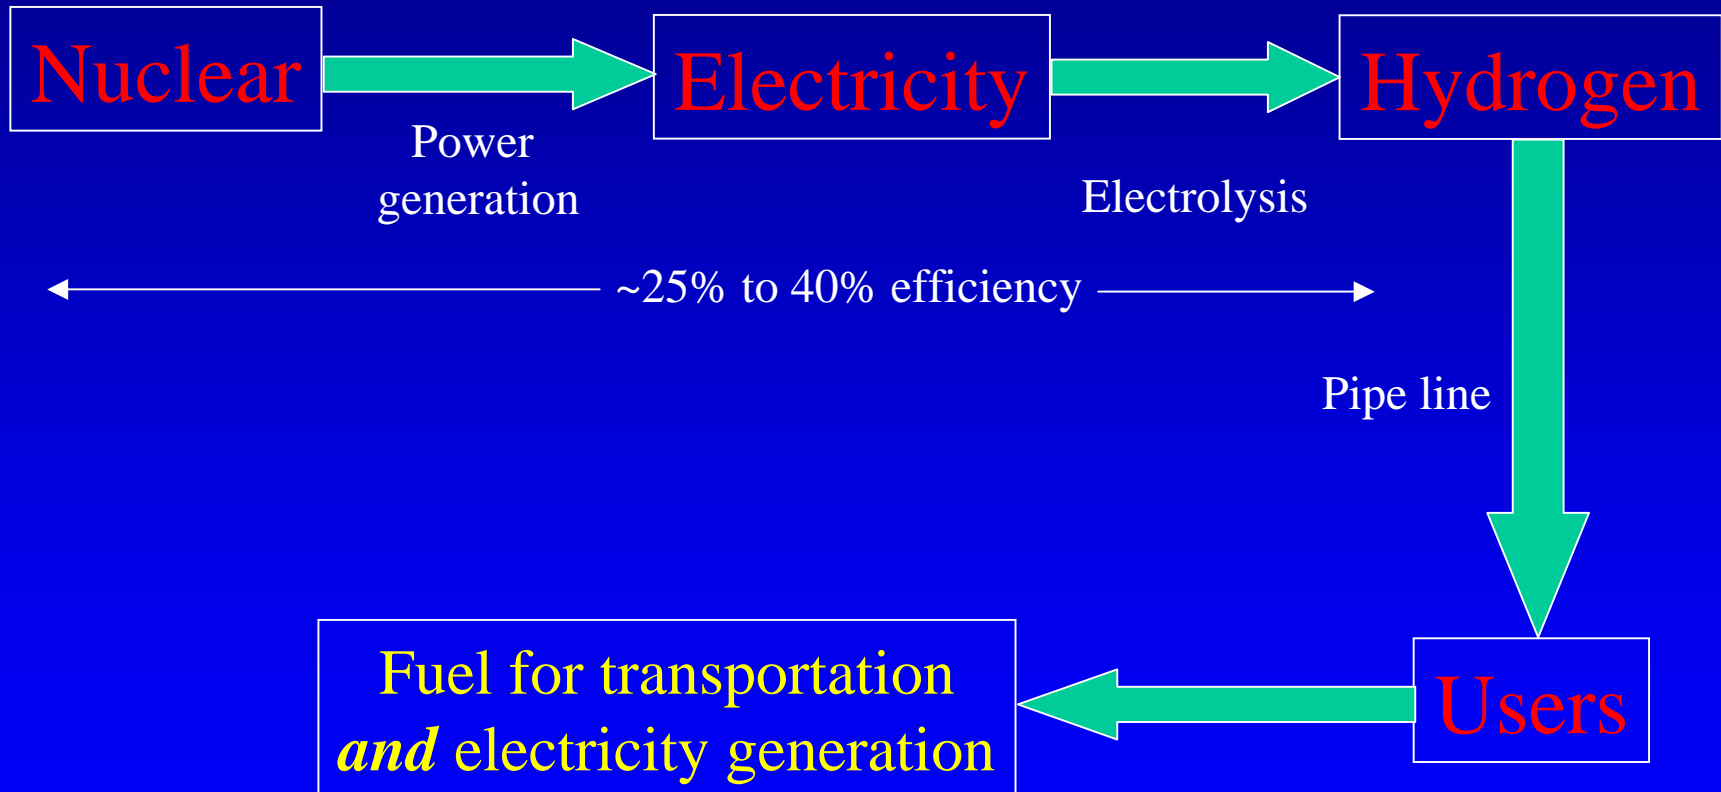 Nuclear
Electricity
Hydrogen
Power
generation
Electrolysis
~25% to 40% efficiency
Pipe line
Users
Fuel for transportation
and electricity generation